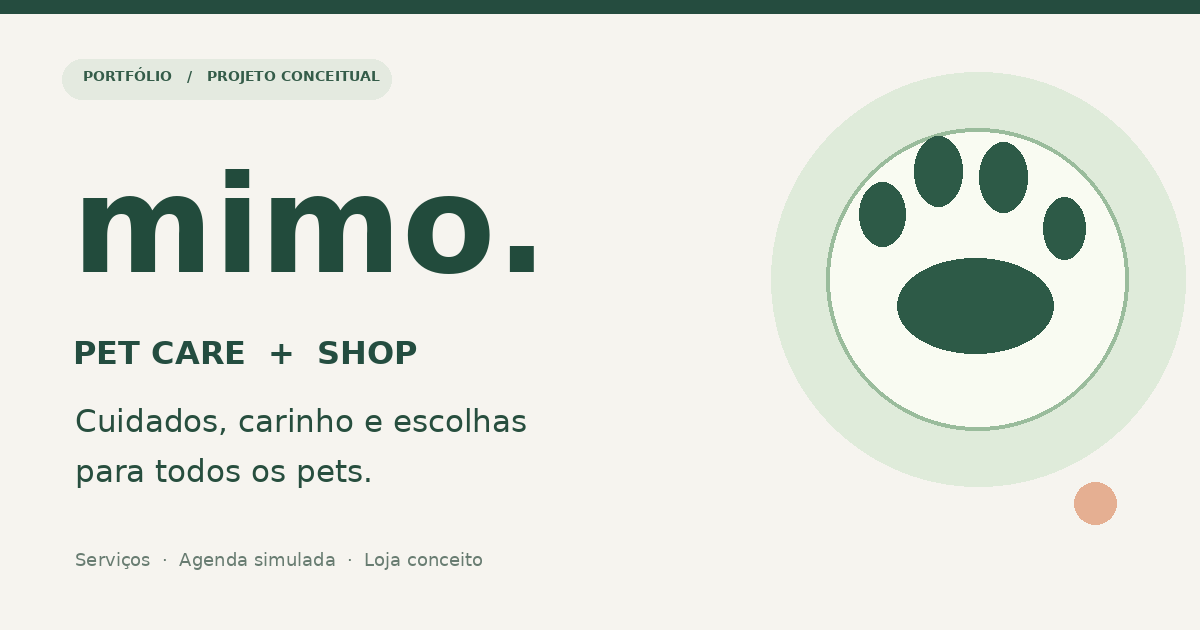 PORTFÓLIO / PROJETO CONCEITUAL
mimo.
PET CARE + SHOP
Cuidados, carinho e escolhas
para todos os pets.
Serviços · Agenda simulada · Loja conceito